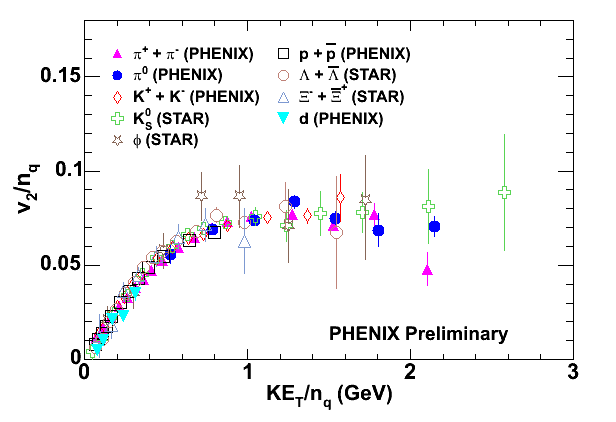 v₂/n_q
0.15
0.1
0.05
0
π⁺ + π⁻ (PHENIX)
π⁰ (PHENIX)
K⁺ + K⁻ (PHENIX)
K⁰_S (STAR)
ϕ (STAR)
p + p̅ (PHENIX)
Λ + Λ̅ (STAR)
Ξ⁻ + Ξ̅⁺ (STAR)
d (PHENIX)
PHENIX Preliminary
0 1 2 3
KE_T/n_q (GeV)